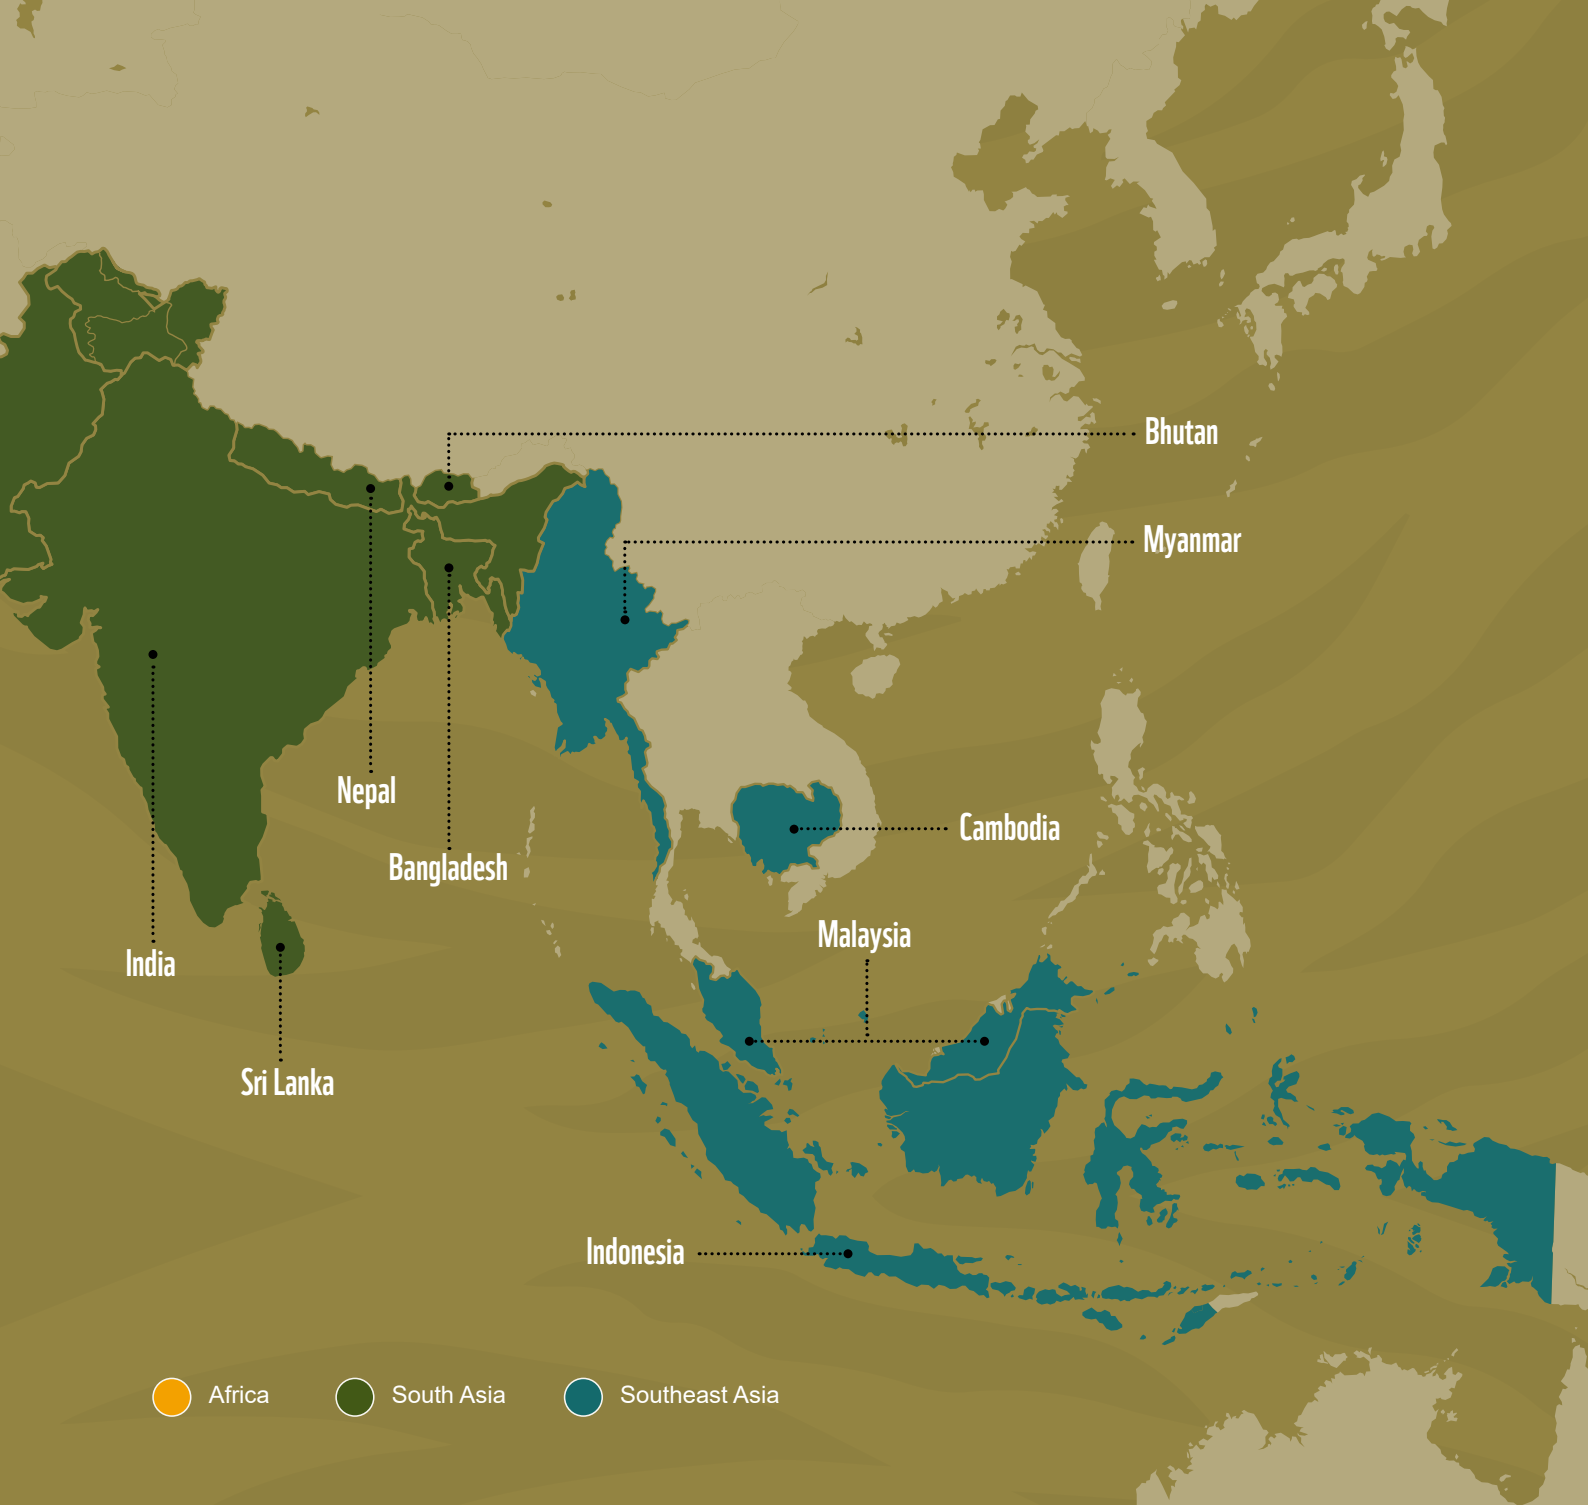 Bhutan
Myanmar
Nepal
Cambodia
Bangladesh
Malaysia
India
Sri Lanka
Indonesia
Africa
South Asia
Southeast Asia